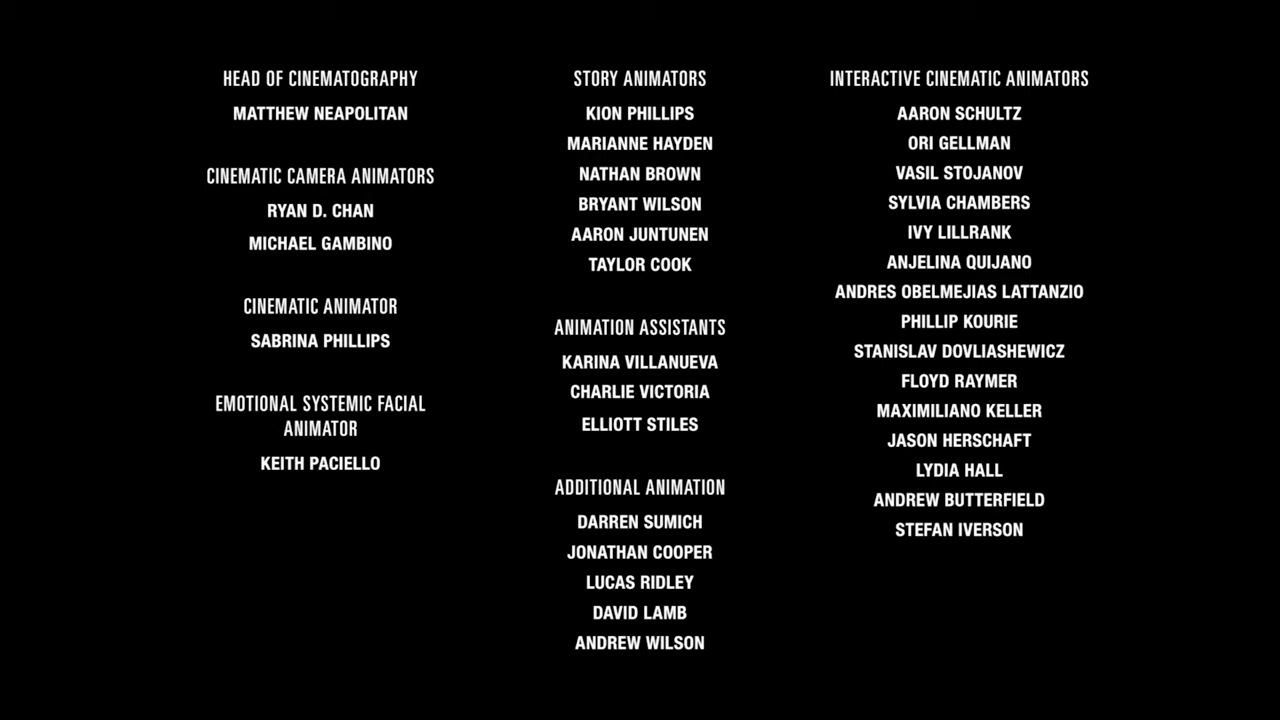 HEAD OF CINEMATOGRAPHY
MATTHEW NEAPOLITAN
CINEMATIC CAMERA ANIMATORS
RYAN D. CHAN
MICHAEL GAMBINO
CINEMATIC ANIMATOR
SABRINA PHILLIPS
EMOTIONAL SYSTEMIC FACIAL
ANIMATOR
KEITH PACIELLO
STORY ANIMATORS
KION PHILLIPS
MARIANNE HAYDEN
NATHAN BROWN
BRYANT WILSON
AARON JUNTUNEN
TAYLOR COOK
ANIMATION ASSISTANTS
KARINA VILLANUEVA
CHARLIE VICTORIA
ELLIOTT STILES
ADDITIONAL ANIMATION
DARREN SUMICH
JONATHAN COOPER
LUCAS RIDLEY
DAVID LAMB
ANDREW WILSON
INTERACTIVE CINEMATIC ANIMATORS
AARON SCHULTZ
ORI GELLMAN
VASIL STOJANOV
SYLVIA CHAMBERS
IVY LILLRANK
ANJELINA QUIJANO
ANDRES OBELMEJIAS LATTANZIO
PHILLIP KOURIE
STANISLAV DOVLIASHEWICZ
FLOYD RAYMER
MAXIMILIANO KELLER
JASON HERSCHAFT
LYDIA HALL
ANDREW BUTTERFIELD
STEFAN IVERSON